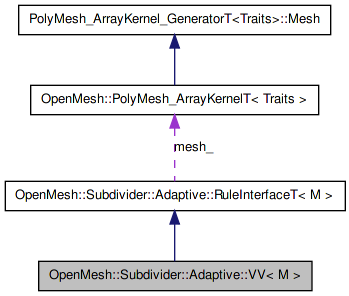 PolyMesh_ArrayKernel_GeneratorT<Traits>::Mesh
OpenMesh::PolyMesh_ArrayKernelT< Traits >
mesh_
OpenMesh::Subdivider::Adaptive::RuleInterfaceT< M >
OpenMesh::Subdivider::Adaptive::VV< M >